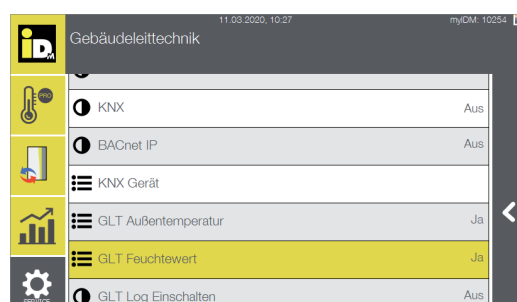 11.03.2020, 10:27
myIDM: 10254
iDM
Gebäudeleittechnik
PRO
KNX Aus
BACnet IP Aus
KNX Gerät
GLT Außentemperatur Ja
GLT Feuchtewert Ja
GLT Log Einschalten Aus
SERVICE